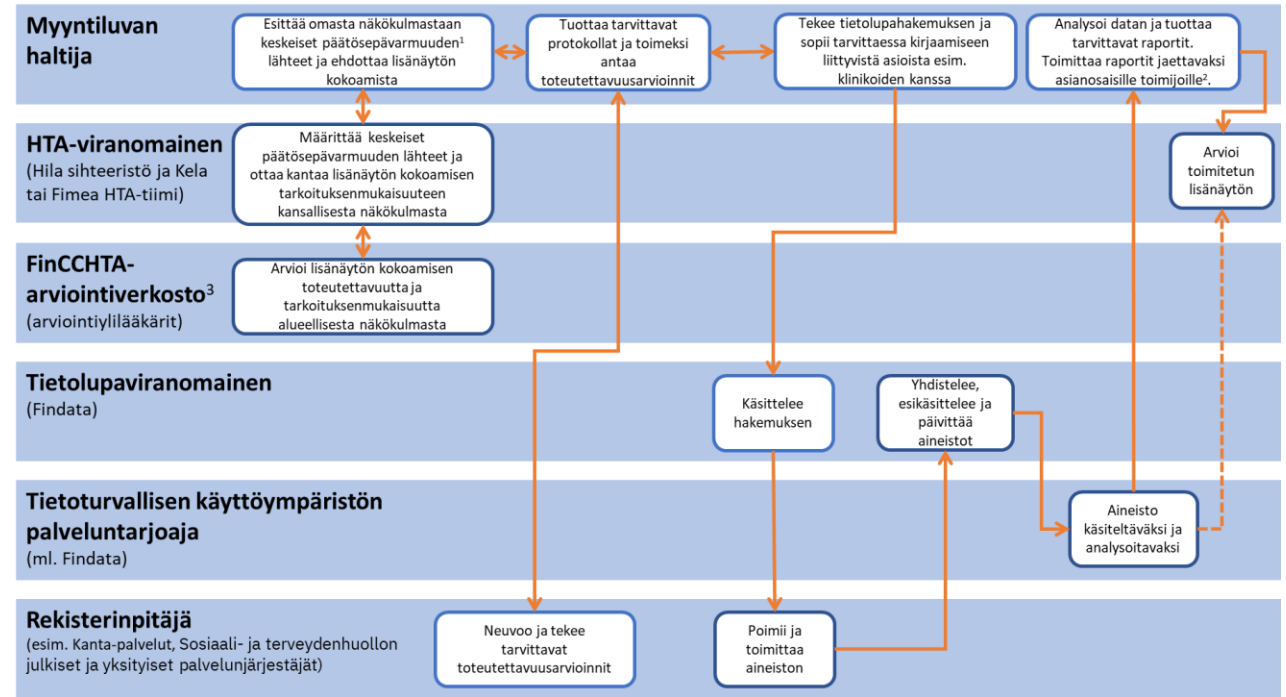 Myyntiluvan
haltija
Esittää omasta näkökulmastaan
keskeiset päätösepävarmuuden¹
lähteet ja ehdottaa lisänäytön
kokoamista
Tuottaa tarvittavat
protokollat ja toimeksi
antaa
toteutettavuusarvioinnit
Tekee tietolupahakemuksen ja
sopii tarvittaessa kirjaamiseen
liittyvistä asioista esim.
klinikoiden kanssa
Analysoi datan ja tuottaa
tarvittavat raportit.
Toimittaa raportit jaettavaksi
asianosaisille toimijoille².
HTA-viranomainen
(Hila sihteeristö ja Kela
tai Fimea HTA-tiimi)
Määrittää keskeiset
päätösepävarmuuden lähteet ja
ottaa kantaa lisänäytön kokoamisen
tarkoituksenmukaisuuteen
kansallisesta näkökulmasta
Arvioi
toimitetun
lisänäytön
FinCCHTA-
arviointiverkosto³
(arviointiylilääkärit)
Arvioi lisänäytön kokoamisen
toteutettavuutta ja
tarkoituksenmukaisuutta
alueellisesta näkökulmasta
Tietolupaviranomainen
(Findata)
Käsittelee
hakemuksen
Yhdistelee,
esikäsittelee ja
päivittää
aineistot
Tietoturvallisen käyttöympäristön
palveluntarjoaja
(ml. Findata)
Aineisto
käsiteltäväksi ja
analysoitavaksi
Rekisterinpitäjä
(esim. Kanta-palvelut, Sosiaali- ja terveydenhuollon
julkiset ja yksityiset palvelunjärjestäjät)
Neuvoo ja tekee
tarvittavat
toteutettavuusarvioinnit
Poimii ja
toimittaa
aineiston